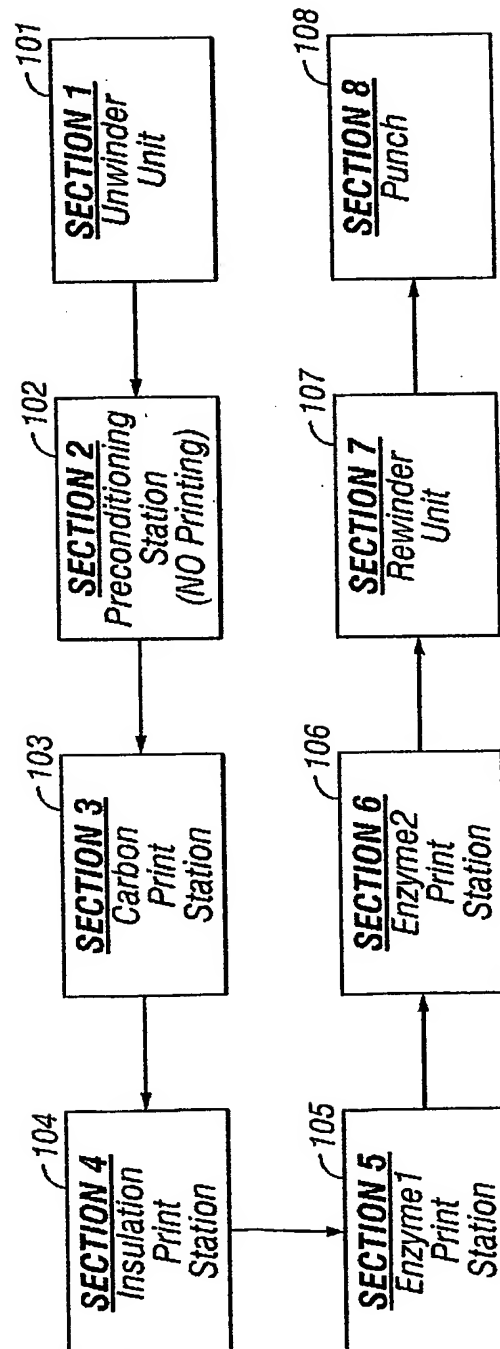 101
SECTION 1
Unwinder
Unit
102
SECTION 2
Preconditioning
Station
(NO Printing)
103
SECTION 3
Carbon
Print
Station
104
SECTION 4
Insulation
Print
Station
105
SECTION 5
Enzyme1
Print
Station
106
SECTION 6
Enzyme2
Print
Station
107
SECTION 7
Rewinder
Unit
108
SECTION 8
Punch